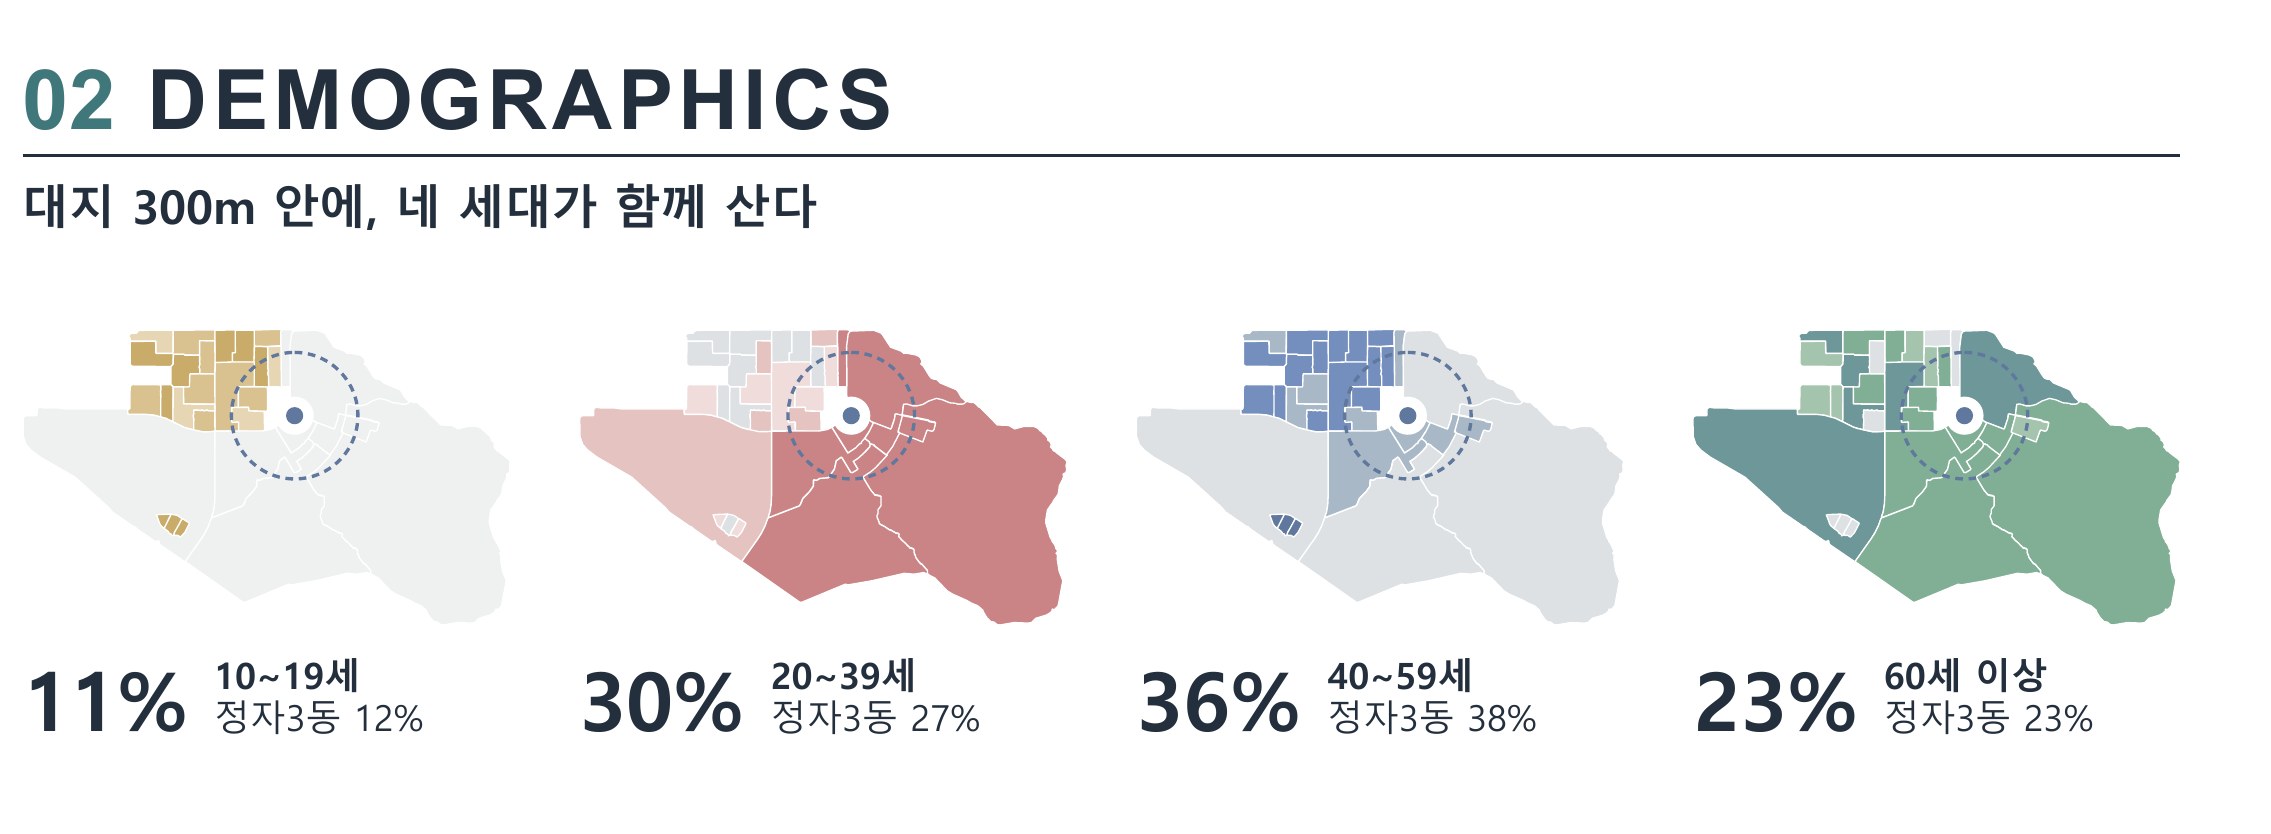 02 DEMOGRAPHICS
대지 300m 안에, 네 세대가 함께 산다
11% 10~19세
정자3동 12%
30% 20~39세
정자3동 27%
36% 40~59세
정자3동 38%
23% 60세 이상
정자3동 23%